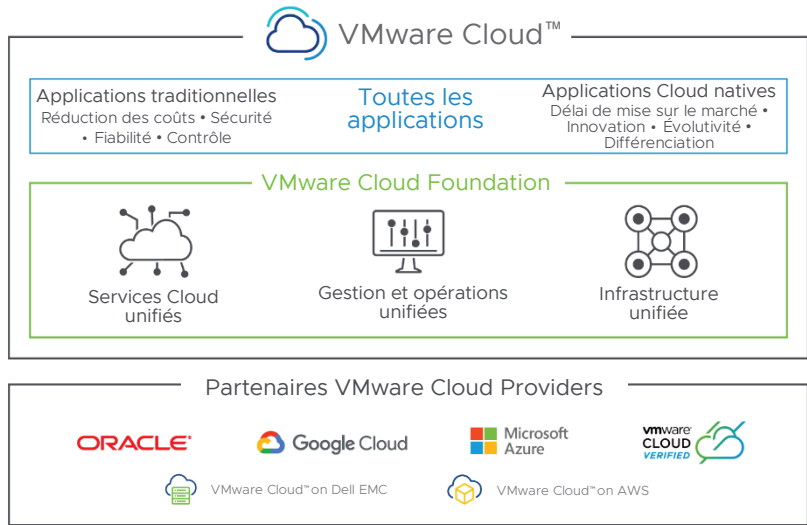 VMware Cloud™
Applications traditionnelles
Réduction des coûts • Sécurité
• Fiabilité • Contrôle
Toutes les
applications
Applications Cloud natives
Délai de mise sur le marché •
Innovation • Évolutivité •
Différenciation
VMware Cloud Foundation
Services Cloud
unifiés
Gestion et opérations
unifiées
Infrastructure
unifiée
Partenaires VMware Cloud Providers
ORACLE®
Google Cloud
Microsoft
Azure
vmware®
CLOUD
VERIFIED
VMware Cloud™ on Dell EMC
VMware Cloud™ on AWS